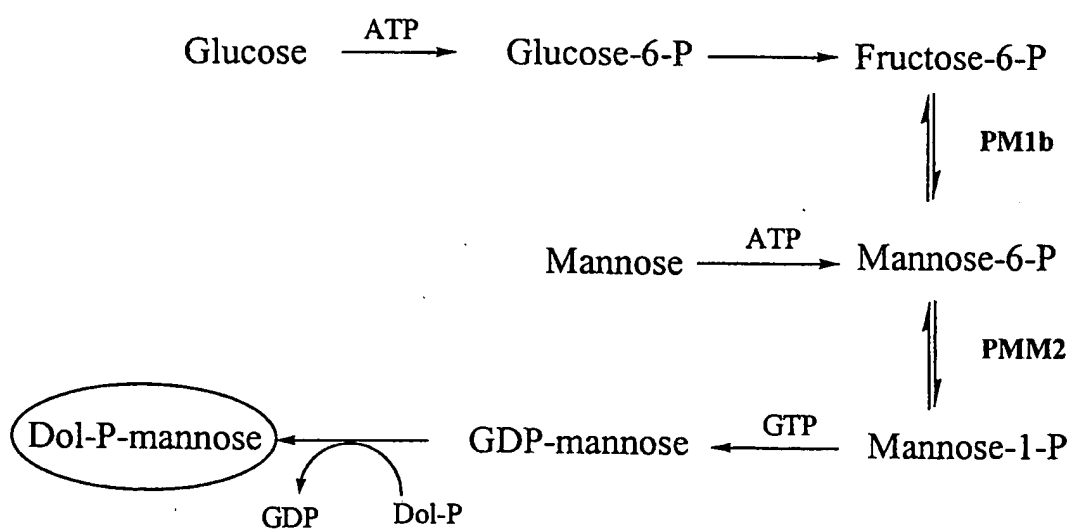 ATP
Glucose Glucose-6-P Fructose-6-P
PM1b
ATP
Mannose Mannose-6-P
PMM2
GTP
Dol-P-mannose GDP-mannose Mannose-1-P
GDP Dol-P